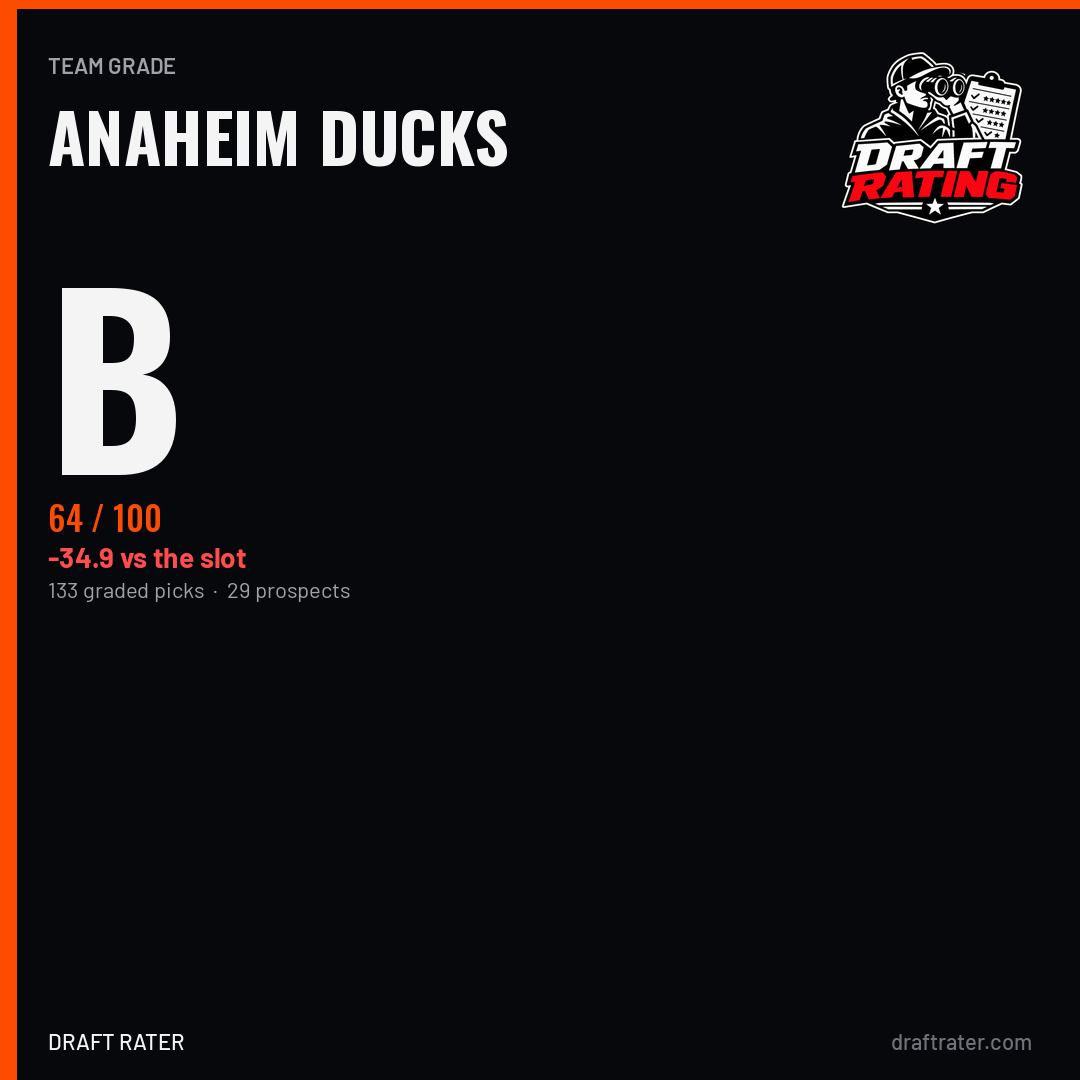 TEAM GRADE
ANAHEIM DUCKS
DRAFT
RATING
B
64 / 100
-34.9 vs the slot
133 graded picks · 29 prospects
DRAFT RATER
draftrater.com